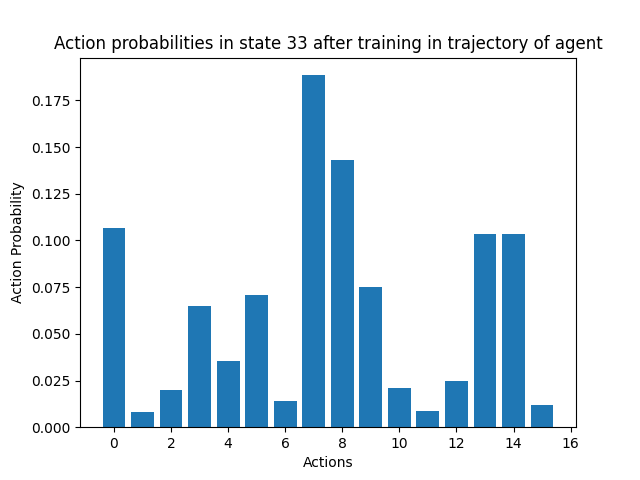 Action probabilities in state 33 after training in trajectory of agent
0.175
0.150
0.125
0.100
0.075
0.050
0.025
0.000
Action Probability
0 2 4 6 8 10 12 14 16
Actions